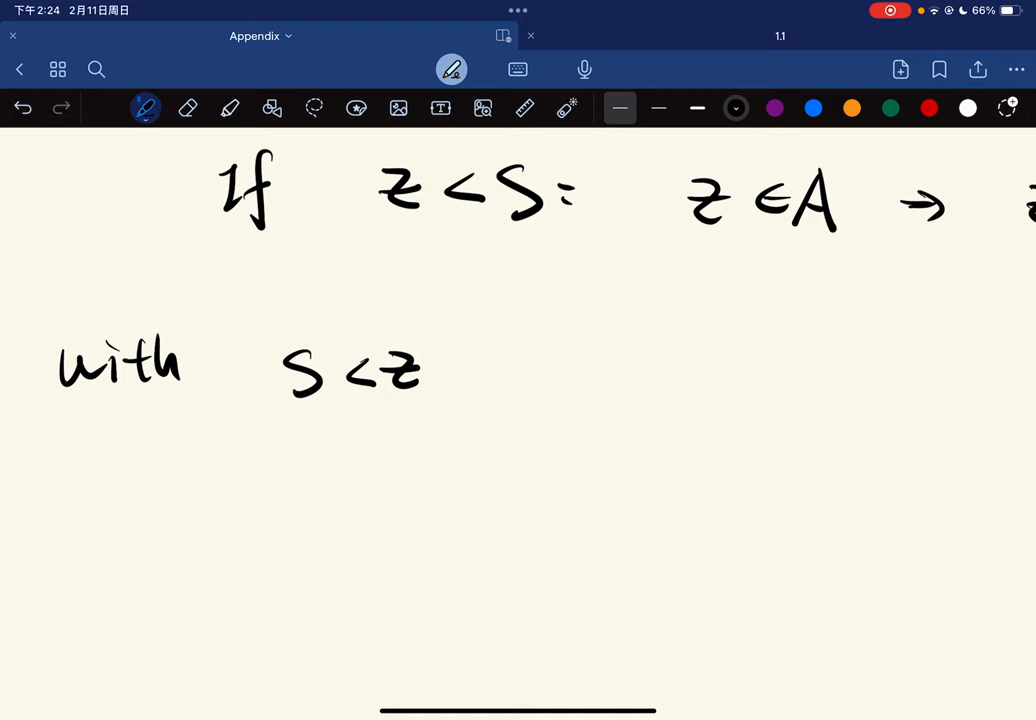 下午2:24 2月11日周日
66%
Appendix
1.1
If z < S: z ∈ A →
with s < z